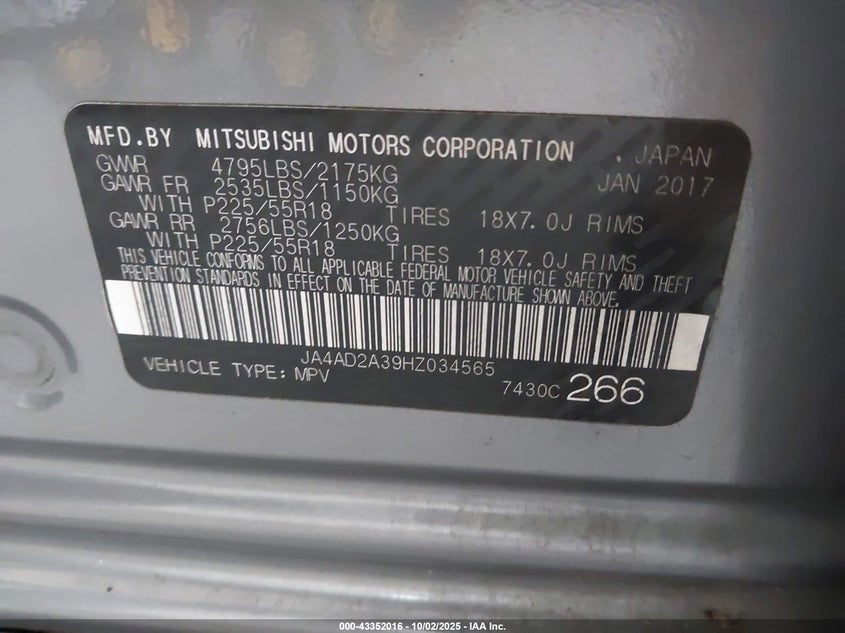 MFD.BY MITSUBISHI MOTORS CORPORATION . JAPAN
GVWR 4795LBS/2175KG JAN 2017
GAWR FR 2535LBS/1150KG
WITH P225/55R18 TIRES 18X7.0J RIMS
GAWR RR 2756LBS/1250KG
WITH P225/55R18 TIRES 18X7.0J RIMS
THIS VEHICLE CONFORMS TO ALL APPLICABLE FEDERAL MOTOR VEHICLE SAFETY AND THEFT
PREVENTION STANDARDS IN EFFECT ON THE DATE OF MANUFACTURE SHOWN ABOVE.
JA4AD2A39HZ034565
VEHICLE TYPE: MPV 7430C 266
000-43352016 - 10/02/2025 - IAA Inc.